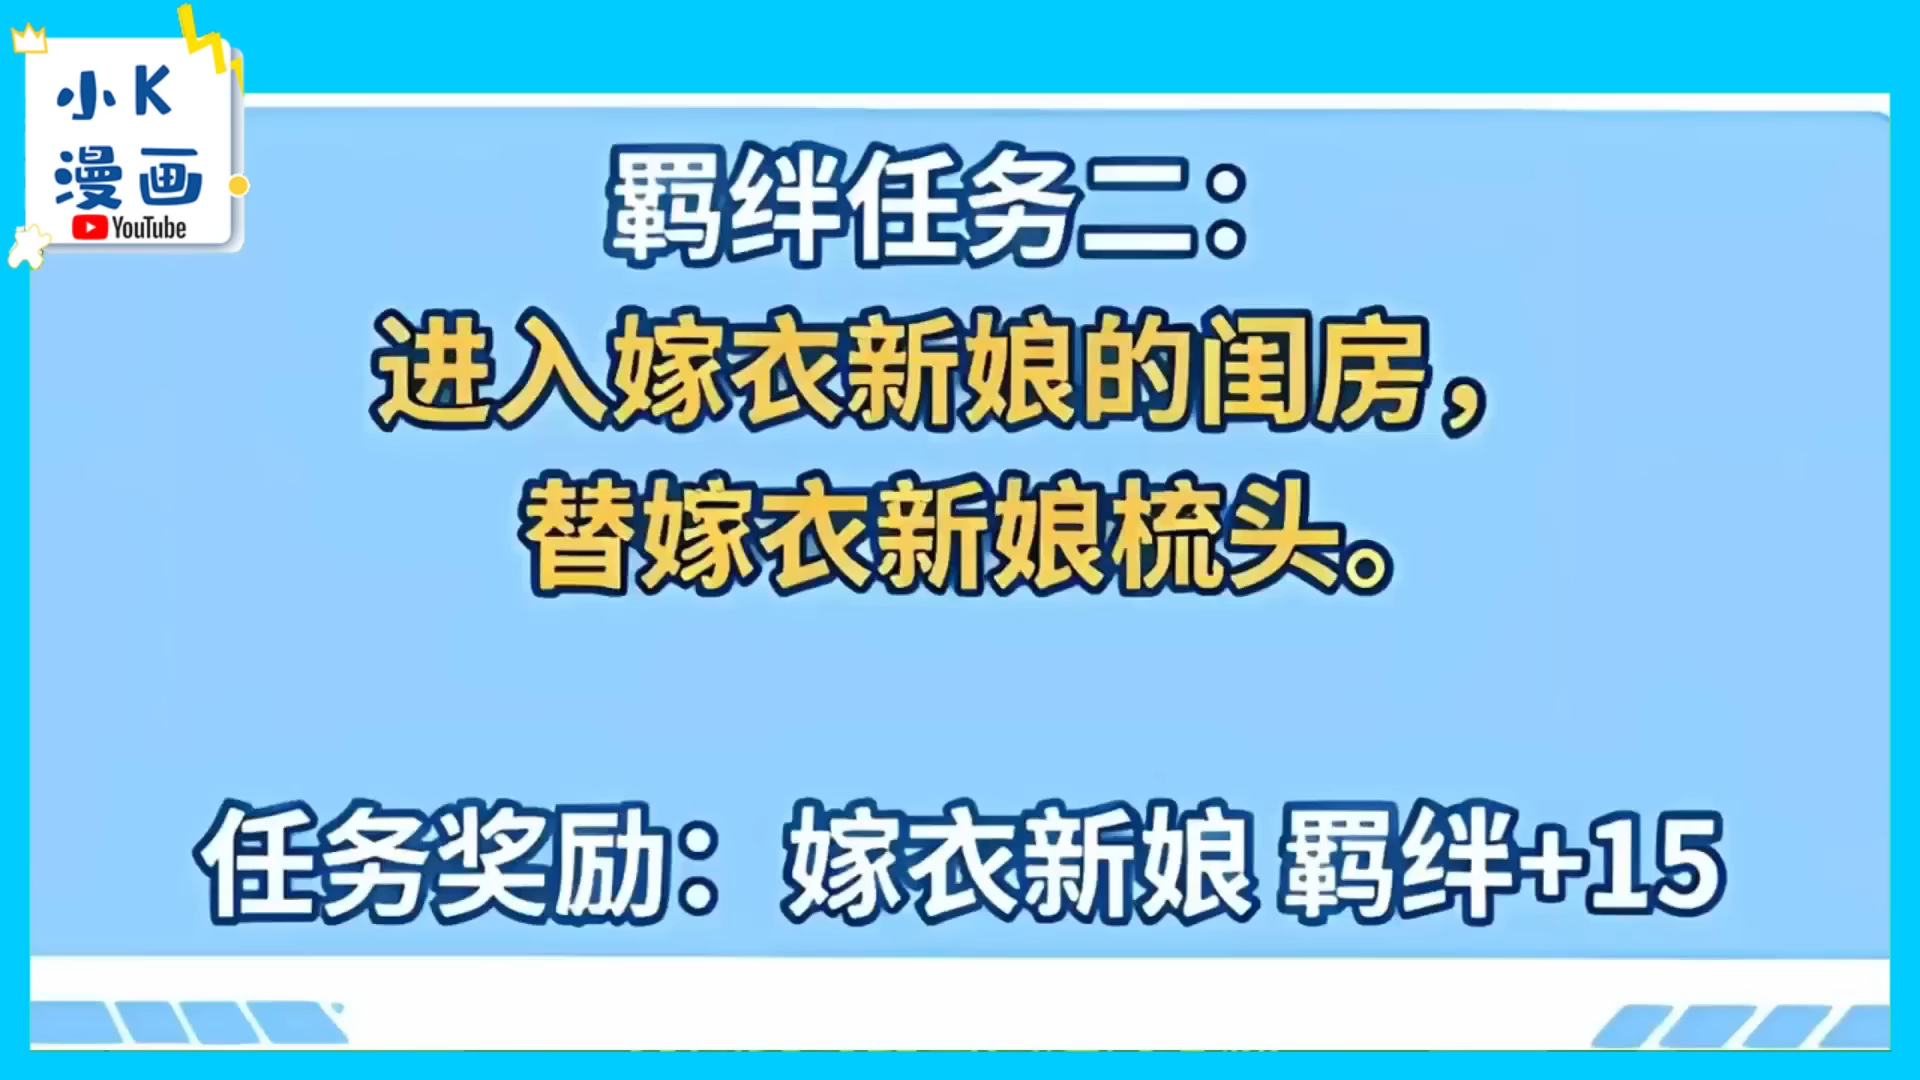 小K
漫画
YouTube
羁绊任务二：
进入嫁衣新娘的闺房，
替嫁衣新娘梳头。
任务奖励：嫁衣新娘 羁绊+15